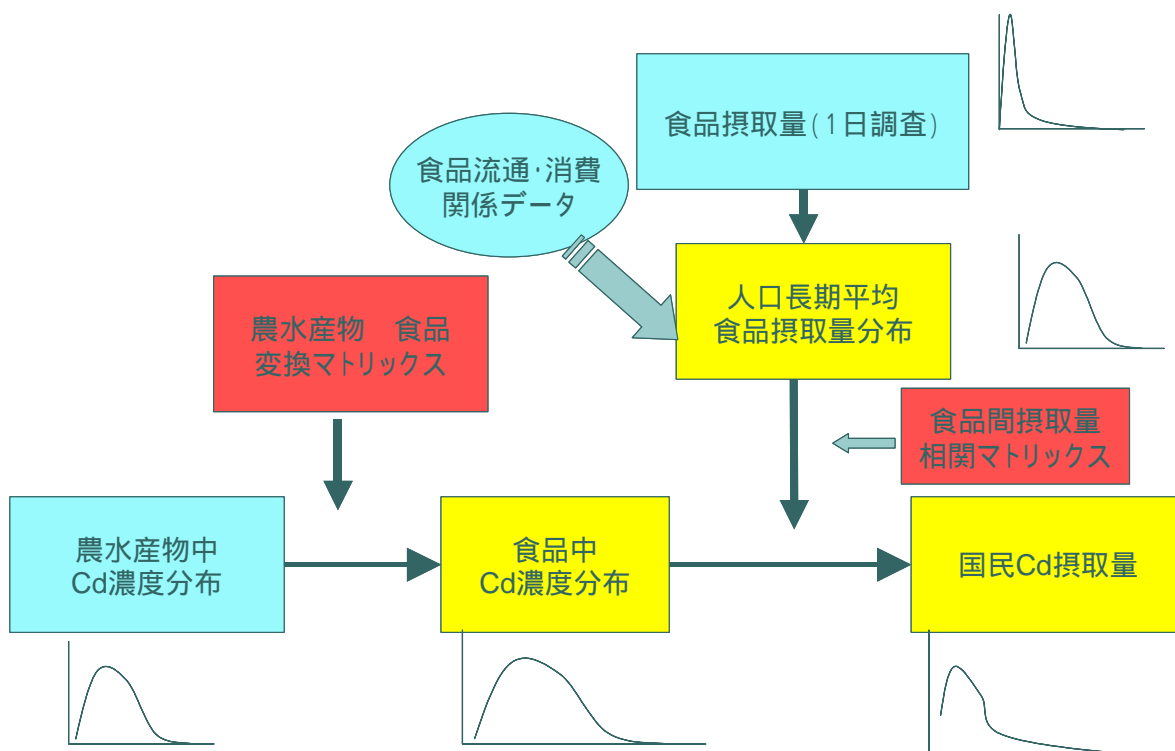 食品摂取量(1日調査)
食品流通・消費
関係データ
人口長期平均
食品摂取量分布
農水産物　食品
変換マトリックス
食品間摂取量
相関マトリックス
農水産物中
Cd濃度分布
食品中
Cd濃度分布
国民Cd摂取量